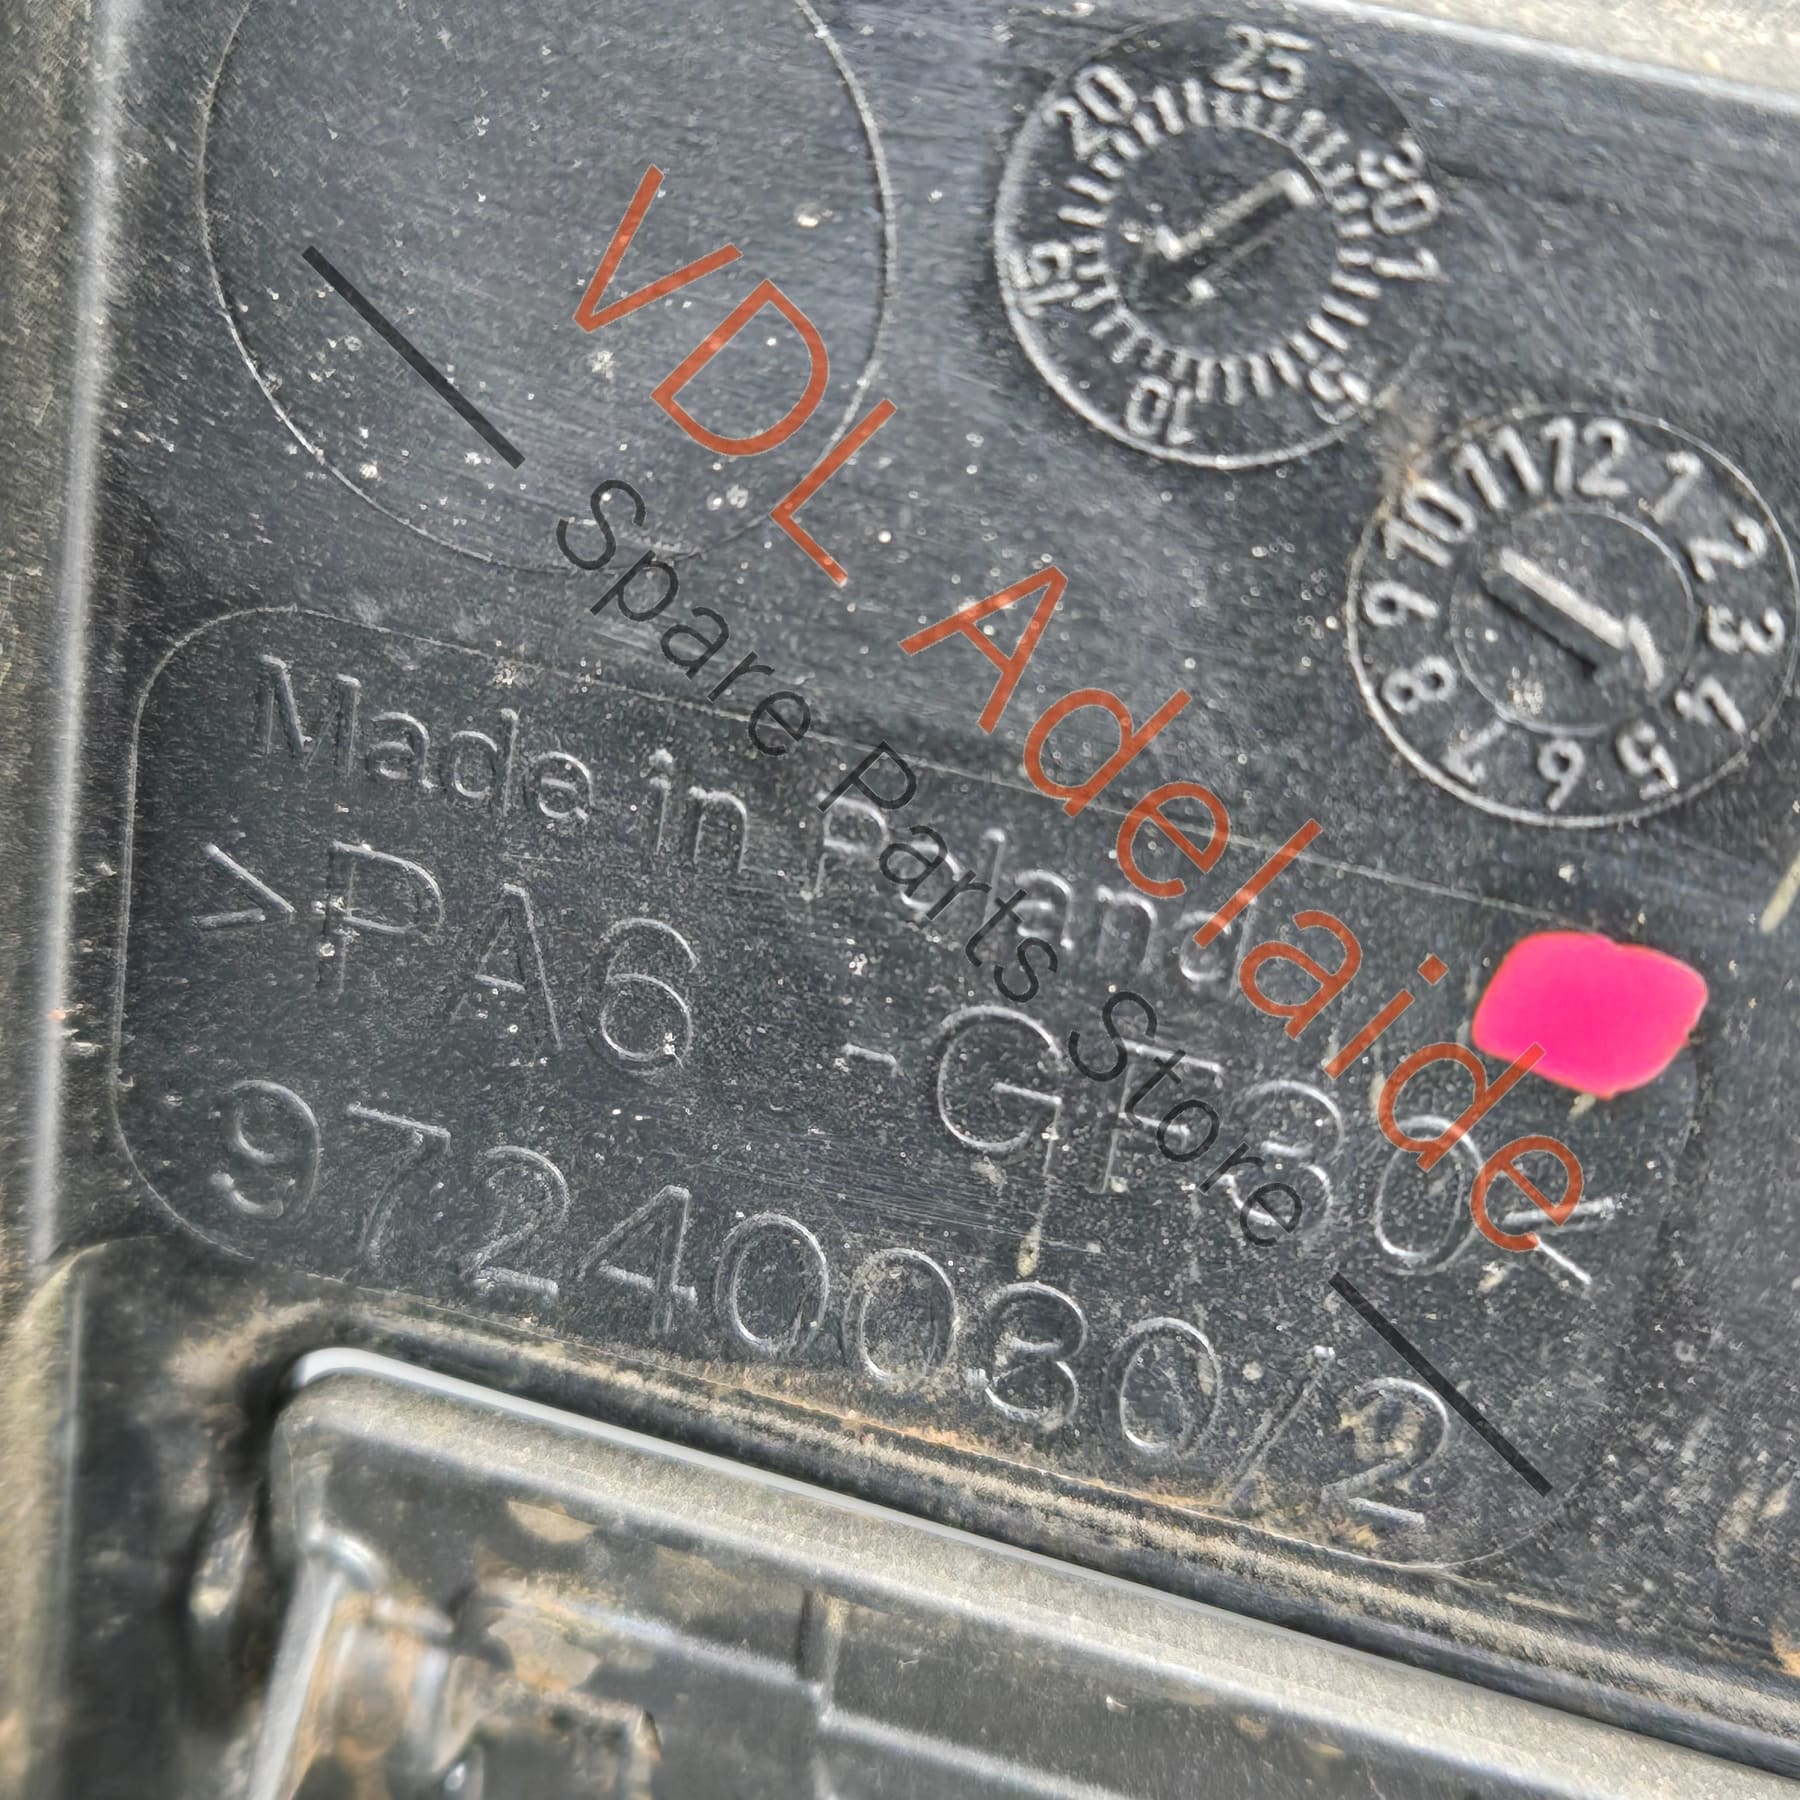 20 25 30 1 5 10 15
1 2 3 4 5 6 7 8 9 10 11 12
Made in Poland
>PA6 -GF30<
97240030/2
VDL Adelaide
Spare Parts Store